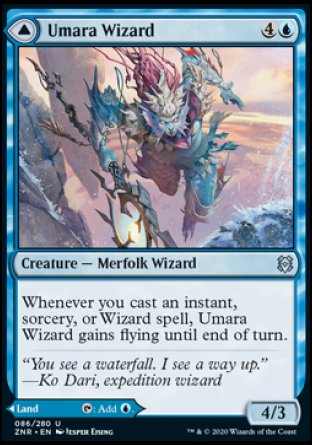 Umara Wizard 4
Creature — Merfolk Wizard
Whenever you cast an instant,
sorcery, or Wizard spell, Umara
Wizard gains flying until end of turn.
“You see a waterfall. I see a way up.”
—Ko Dari, expedition wizard
Land T: Add
4/3
086/280 U
ZNR • EN Jesper Ejsing
™ & © 2020 Wizards of the Coast